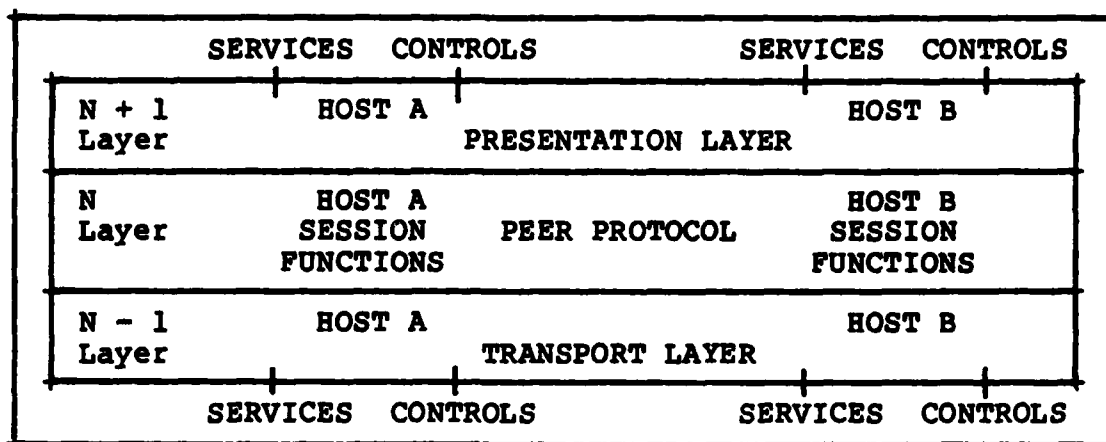 SERVICES CONTROLS SERVICES CONTROLS
N + 1 HOST A HOST B
Layer PRESENTATION LAYER
N HOST A HOST B
Layer SESSION PEER PROTOCOL SESSION
FUNCTIONS FUNCTIONS
N - 1 HOST A HOST B
Layer TRANSPORT LAYER
SERVICES CONTROLS SERVICES CONTROLS